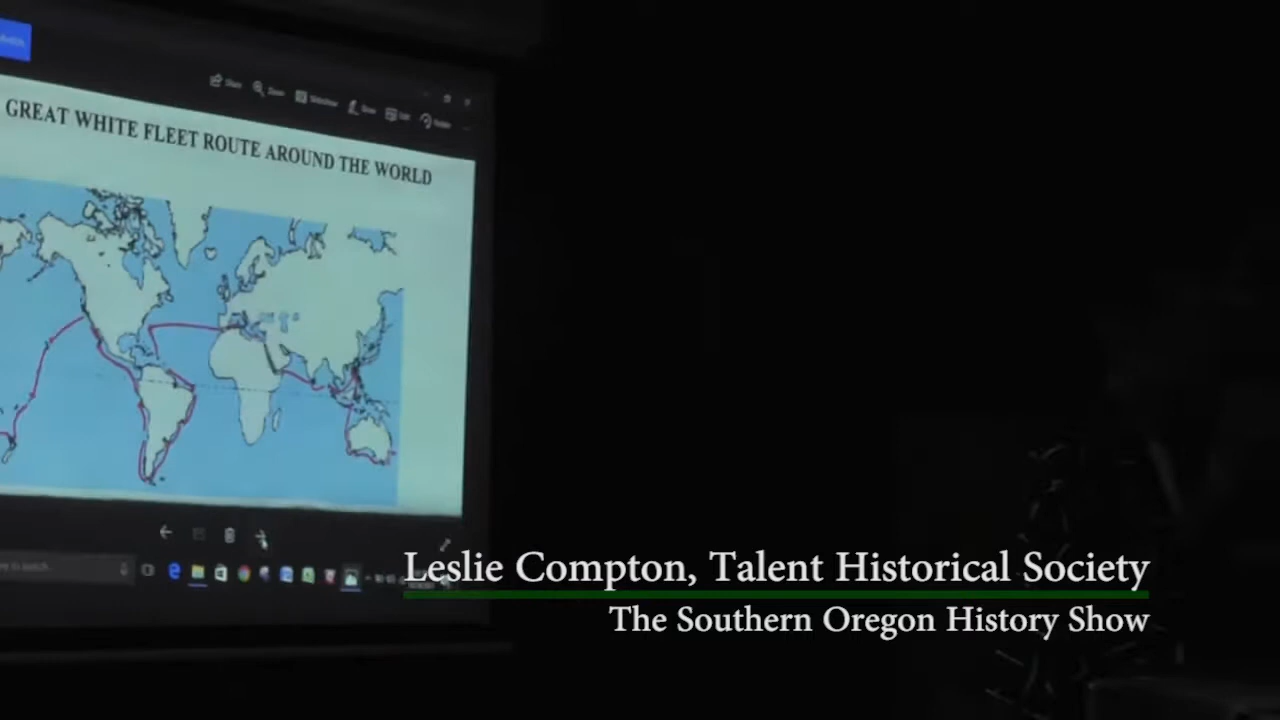 GREAT WHITE FLEET ROUTE AROUND THE WORLD
Leslie Compton, Talent Historical Society
The Southern Oregon History Show